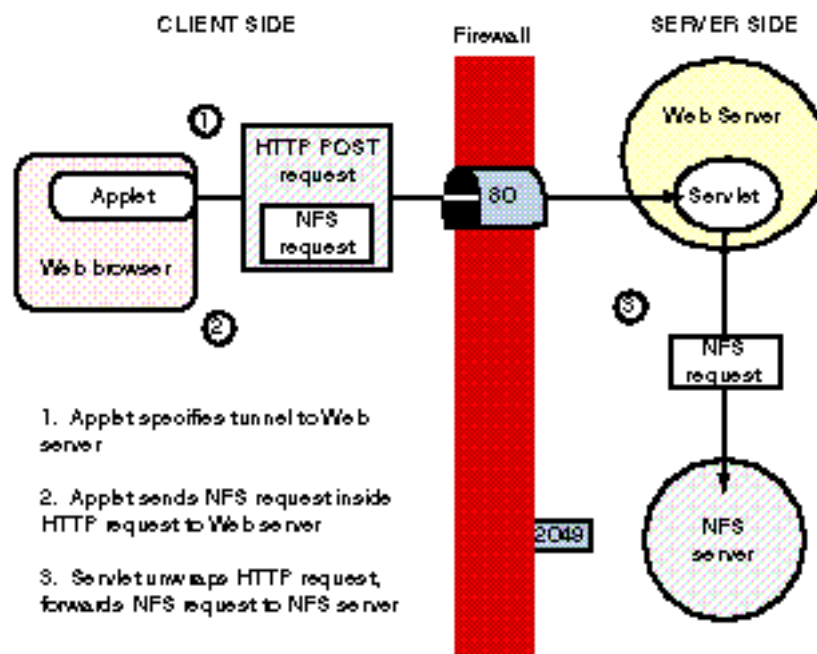 CLIENT SIDE
Firewall
SERVER SIDE
1
HTTP POST
request
NFS
request
Applet
Web browser
2
80
Web Server
Servlet
3
NFS
request
NFS
server
2049
1. Applet specifies tunnel to Web
server
2. Applet sends NFS request inside
HTTP request to Web server
3. Servlet unwraps HTTP request,
forwards NFS request to NFS server